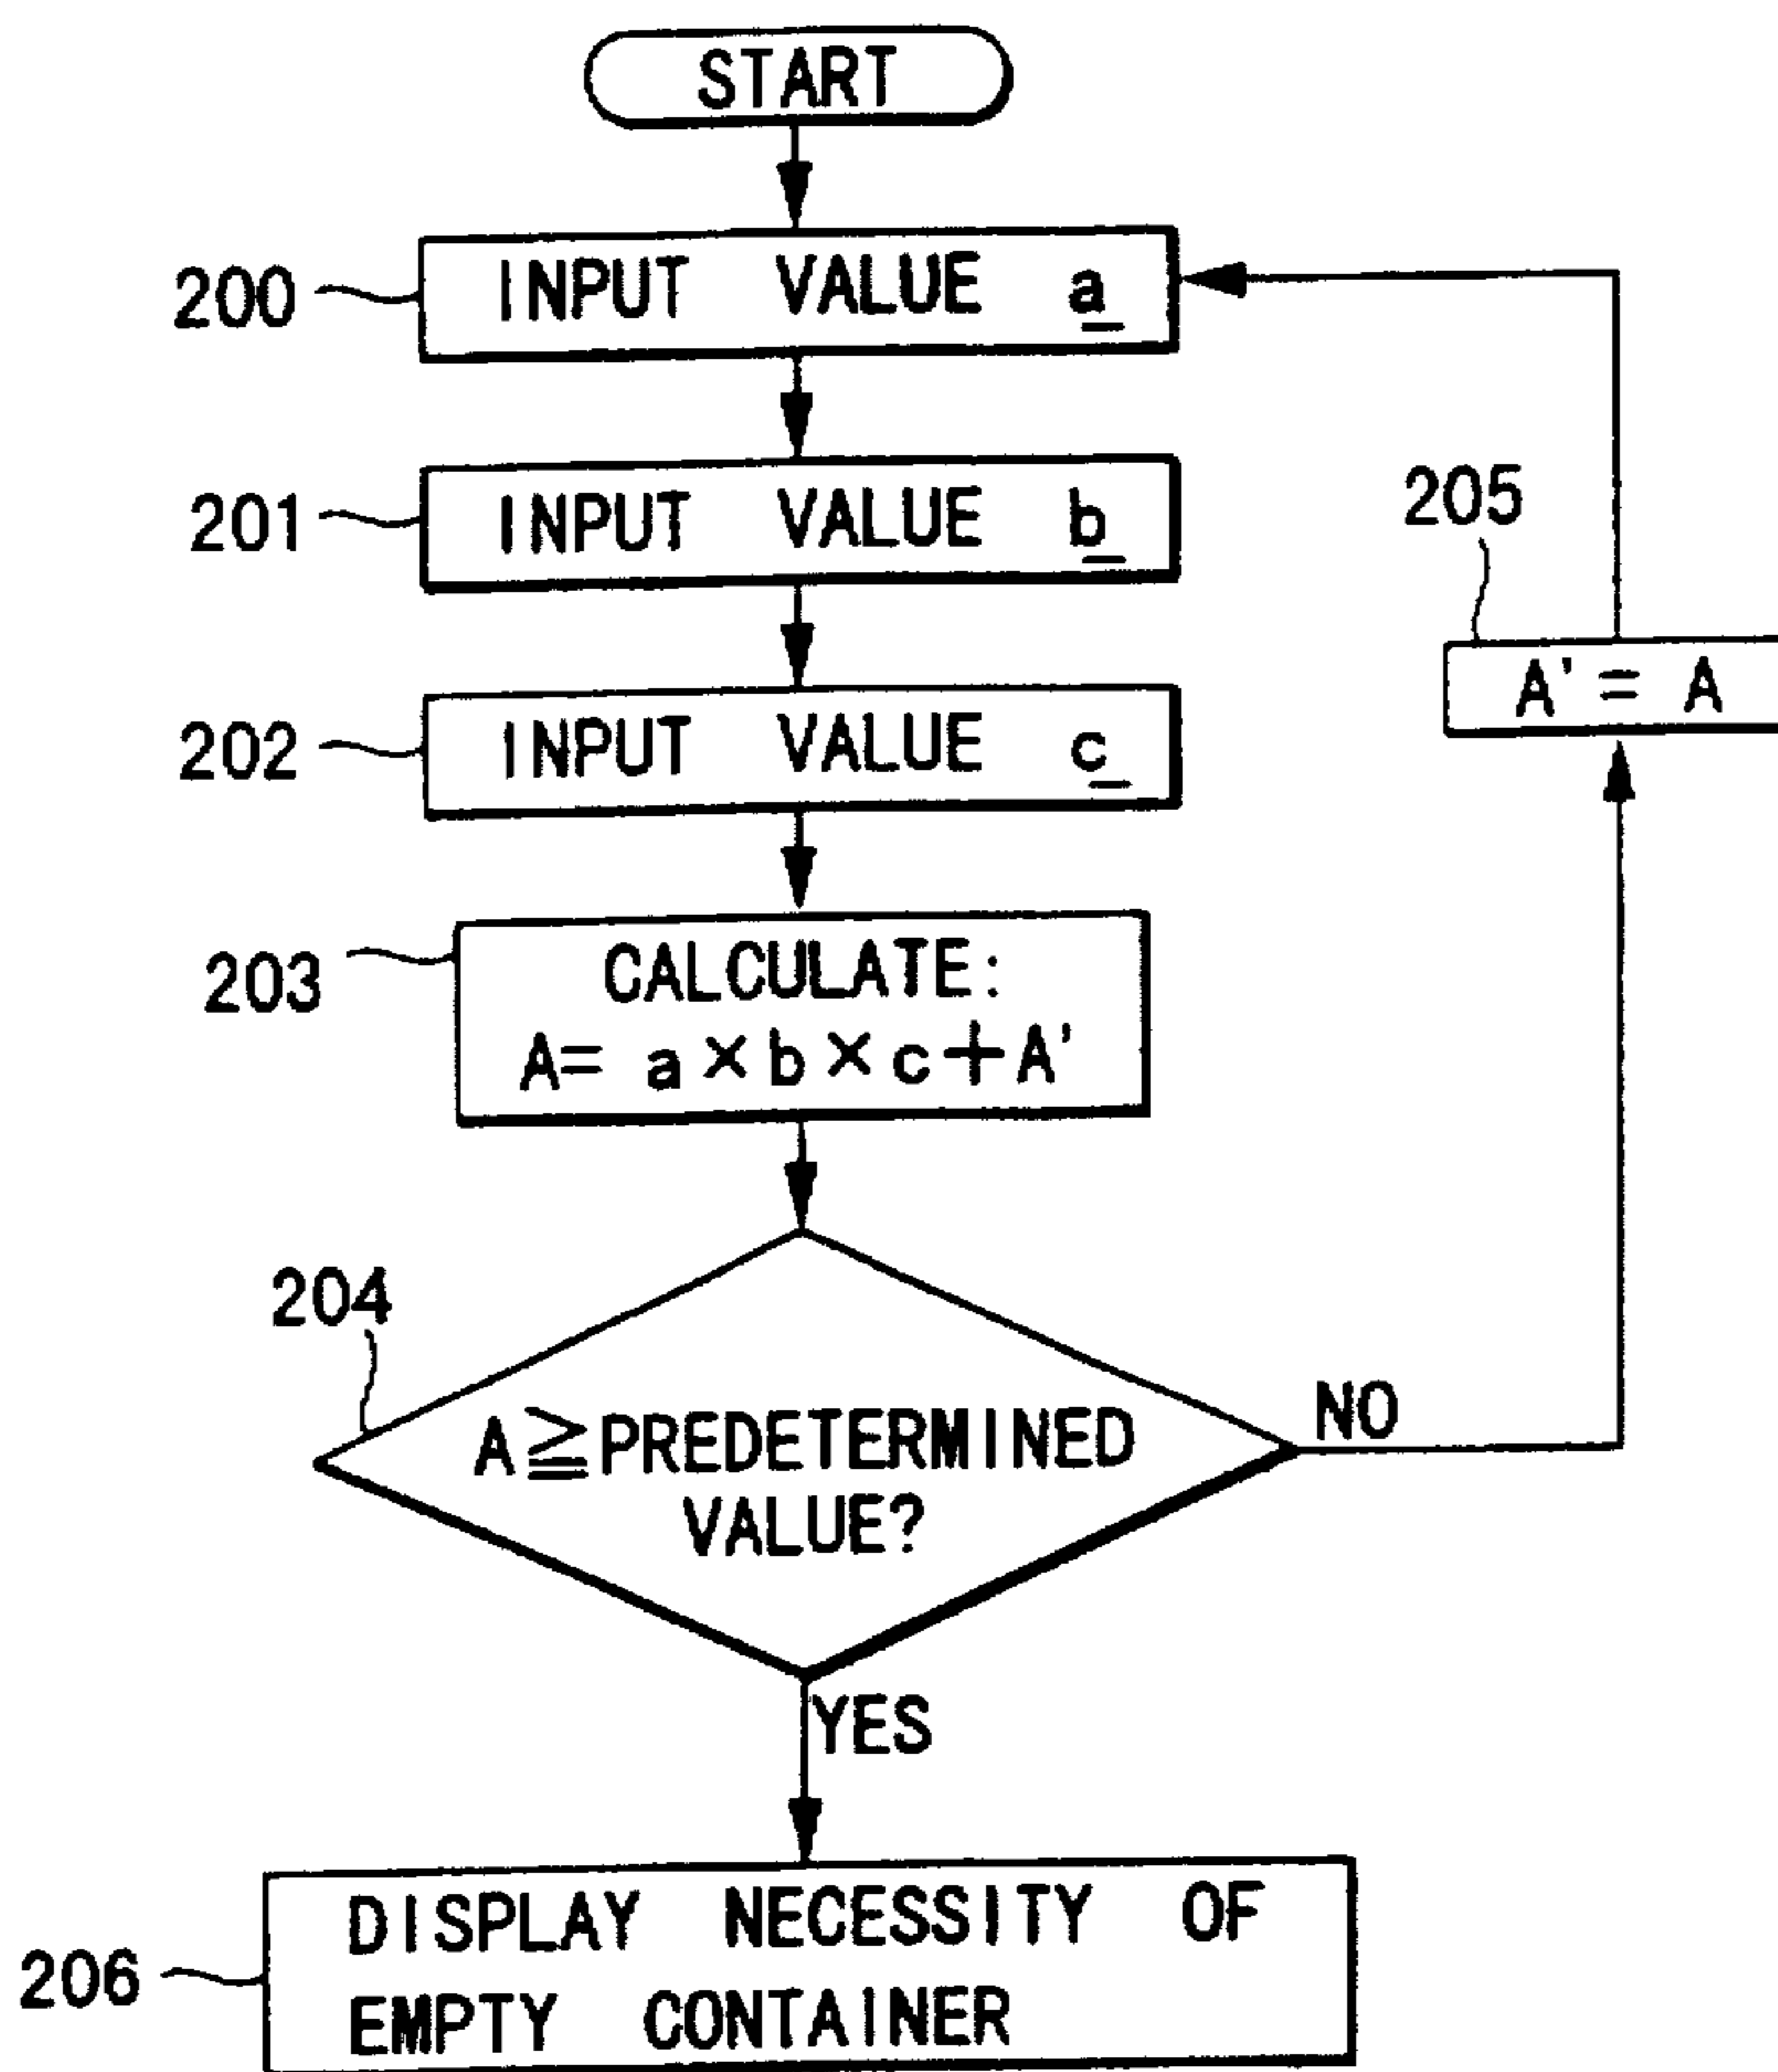 START
200
INPUT VALUE a
201
INPUT VALUE b
202
INPUT VALUE c
203
CALCULATE:
A= a×b×c+A'
205
A'= A
204
A≧PREDETERMINED
VALUE?
NO
YES
206
DISPLAY NECESSITY OF
EMPTY CONTAINER